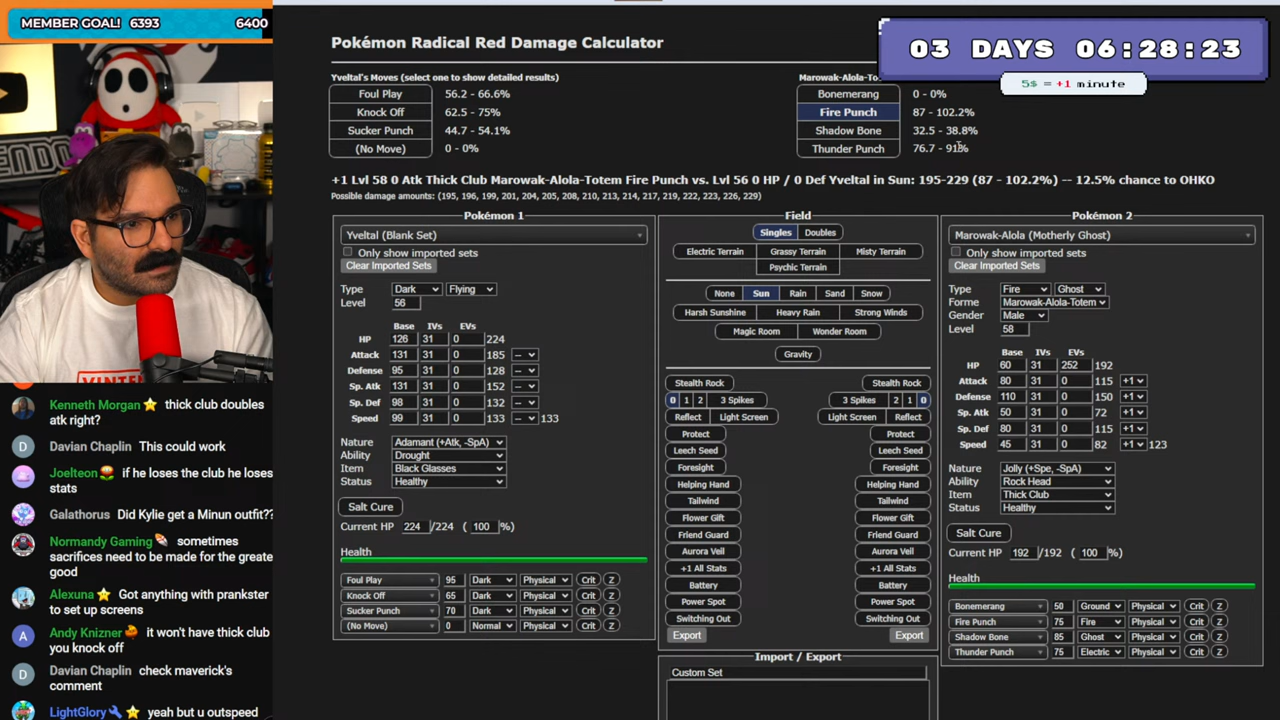 MEMBER GOAL! 6393 6400
03 DAYS 06:28:23
5$ = +1 minute
Pokémon Radical Red Damage Calculator
Yveltal's Moves (select one to show detailed results)
Foul Play 56.2 - 66.6%
Knock Off 62.5 - 75%
Sucker Punch 44.7 - 54.1%
(No Move) 0 - 0%
Marowak-Alola-Tot
Bonemerang 0 - 0%
Fire Punch 87 - 102.2%
Shadow Bone 32.5 - 38.8%
Thunder Punch 76.7 - 91%
+1 Lvl 58 0 Atk Thick Club Marowak-Alola-Totem Fire Punch vs. Lvl 56 0 HP / 0 Def Yveltal in Sun: 195-229 (87 - 102.2%) -- 12.5% chance to OHKO
Possible damage amounts: (195, 196, 199, 201, 204, 205, 208, 210, 213, 214, 217, 219, 222, 223, 226, 229)
Pokémon 1
Yveltal (Blank Set)
Only show imported sets
Clear Imported Sets
Type Dark Flying
Level 56
Base IVs EVs
HP 126 31 0 224
Attack 131 31 0 185 --
Defense 95 31 0 128 --
Sp. Atk 131 31 0 152 --
Sp. Def 98 31 0 132 --
Speed 99 31 0 133 -- 133
Nature Adamant (+Atk, -SpA)
Ability Drought
Item Black Glasses
Status Healthy
Salt Cure
Current HP 224 /224 ( 100 %)
Health
Foul Play 95 Dark Physical Crit Z
Knock Off 65 Dark Physical Crit Z
Sucker Punch 70 Dark Physical Crit Z
(No Move) 0 Normal Physical Crit Z
Field
Singles Doubles
Electric Terrain Grassy Terrain Misty Terrain
Psychic Terrain
None Sun Rain Sand Snow
Harsh Sunshine Heavy Rain Strong Winds
Magic Room Wonder Room
Gravity
Stealth Rock Stealth Rock
0 1 2 3 Spikes 3 Spikes 2 1 0
Reflect Light Screen Light Screen Reflect
Protect Protect
Leech Seed Leech Seed
Foresight Foresight
Helping Hand Helping Hand
Tailwind Tailwind
Flower Gift Flower Gift
Friend Guard Friend Guard
Aurora Veil Aurora Veil
+1 All Stats +1 All Stats
Battery Battery
Power Spot Power Spot
Switching Out Switching Out
Export Export
Import / Export
Custom Set
Pokémon 2
Marowak-Alola (Motherly Ghost)
Only show imported sets
Clear Imported Sets
Type Fire Ghost
Forme Marowak-Alola-Totem
Gender Male
Level 58
Base IVs EVs
HP 60 31 252 192
Attack 80 31 0 115 +1
Defense 110 31 0 150 +1
Sp. Atk 50 31 0 72 +1
Sp. Def 80 31 0 115 +1
Speed 45 31 0 82 +1 123
Nature Jolly (+Spe, -SpA)
Ability Rock Head
Item Thick Club
Status Healthy
Salt Cure
Current HP 192 /192 ( 100 %)
Health
Bonemerang 50 Ground Physical Crit Z
Fire Punch 75 Fire Physical Crit Z
Shadow Bone 85 Ghost Physical Crit Z
Thunder Punch 75 Electric Physical Crit Z
Kenneth Morgan thick club doubles
atk right?
D Davian Chaplin This could work
Joelteon if he loses the club he loses
stats
Galathorus Did Kylie get a Minun outfit??
Normandy Gaming sometimes
sacrifices need to be made for the greater
good
Alexuna Got anything with prankster
to set up screens
A Andy Knizner it won't have thick club
you knock off
D Davian Chaplin check maverick's
comment
LightGlory yeah but u outspeed